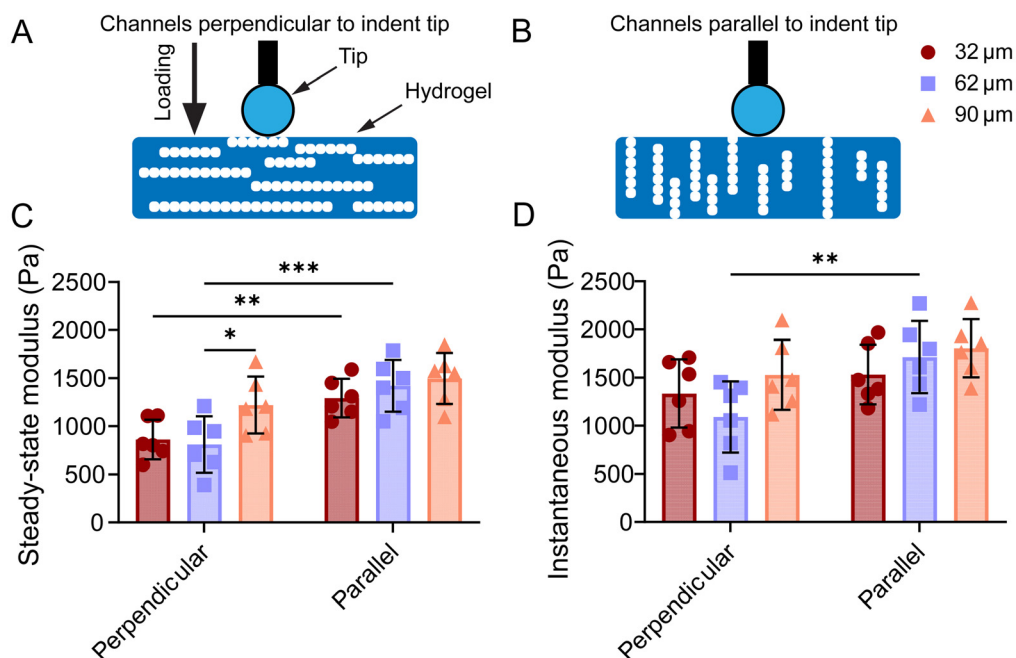 A
Channels perpendicular to indent tip
Loading
Tip
Hydrogel
B
Channels parallel to indent tip
32 µm
62 µm
90 µm
C
Steady-state modulus (Pa)
2500
2000
1500
1000
500
0
***
**
*
Perpendicular
Parallel
D
Instantaneous modulus (Pa)
2500
2000
1500
1000
500
0
**
Perpendicular
Parallel